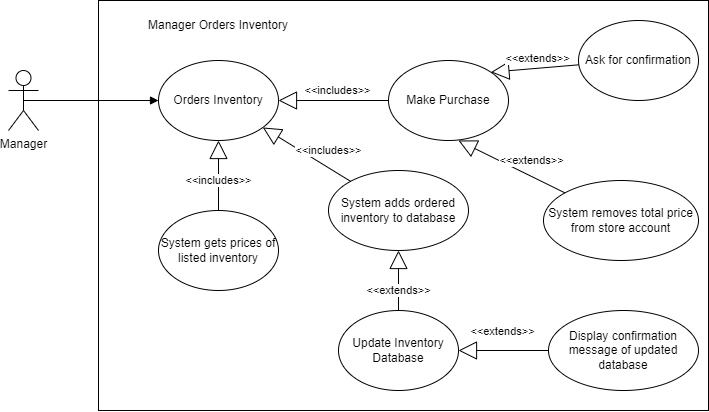 Manager Orders Inventory
<<extends>>
Ask for confirmation
Orders Inventory
<<includes>>
Make Purchase
Manager
<<includes>>
<<extends>>
<<includes>>
System adds ordered
inventory to database
System removes total price
from store account
System gets prices of
listed inventory
<<extends>>
Update Inventory
Database
<<extends>>
Display confirmation
message of updated
database